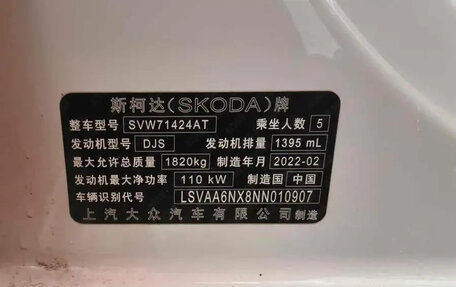 斯柯达(SKODA)牌
整车型号 SVW71424AT 乘坐人数 5
发动机型号 DJS 发动机排量 1395 mL
最大允许总质量 1820kg 制造年月 2022-02
发动机最大净功率 110 kW 制造国 中国
车辆识别代号 LSVAA6NX8NN010907
上汽大众汽车有限公司 制造